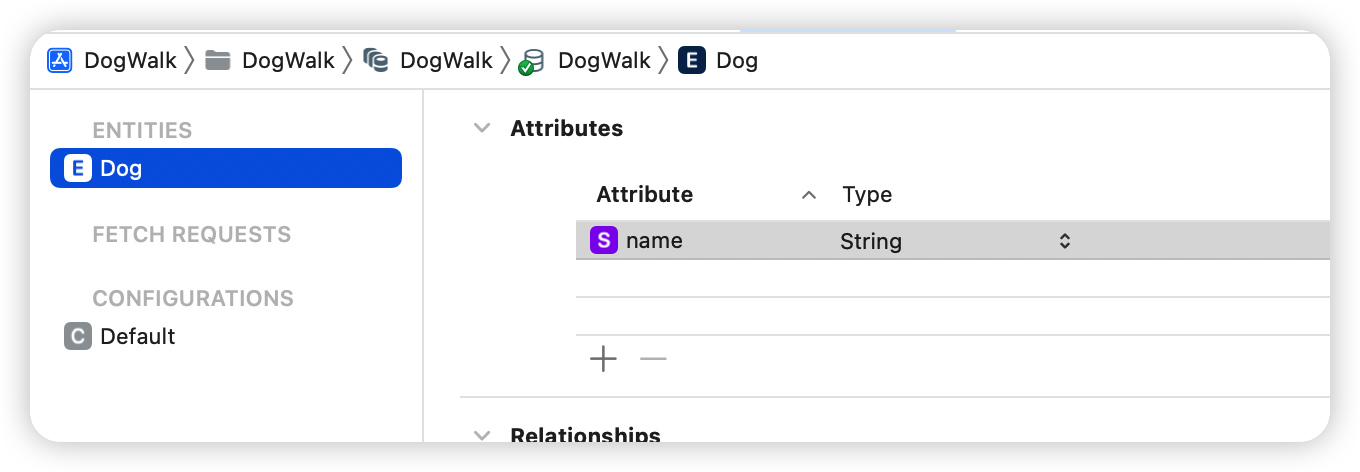 DogWalk DogWalk DogWalk DogWalk E Dog
ENTITIES
E Dog
FETCH REQUESTS
CONFIGURATIONS
C Default
Attributes
Attribute Type
S name String
Relationships